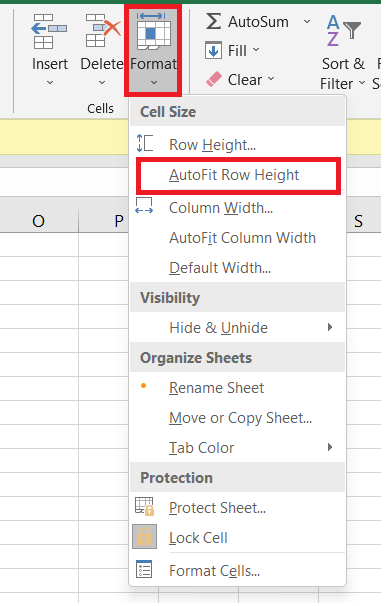 Insert Delete Format
Cells
AutoSum
Fill
Clear
Sort &
Filter
Cell Size
Row Height...
AutoFit Row Height
Column Width...
AutoFit Column Width
Default Width...
Visibility
Hide & Unhide
Organize Sheets
Rename Sheet
Move or Copy Sheet...
Tab Color
Protection
Protect Sheet...
Lock Cell
Format Cells...
O P S